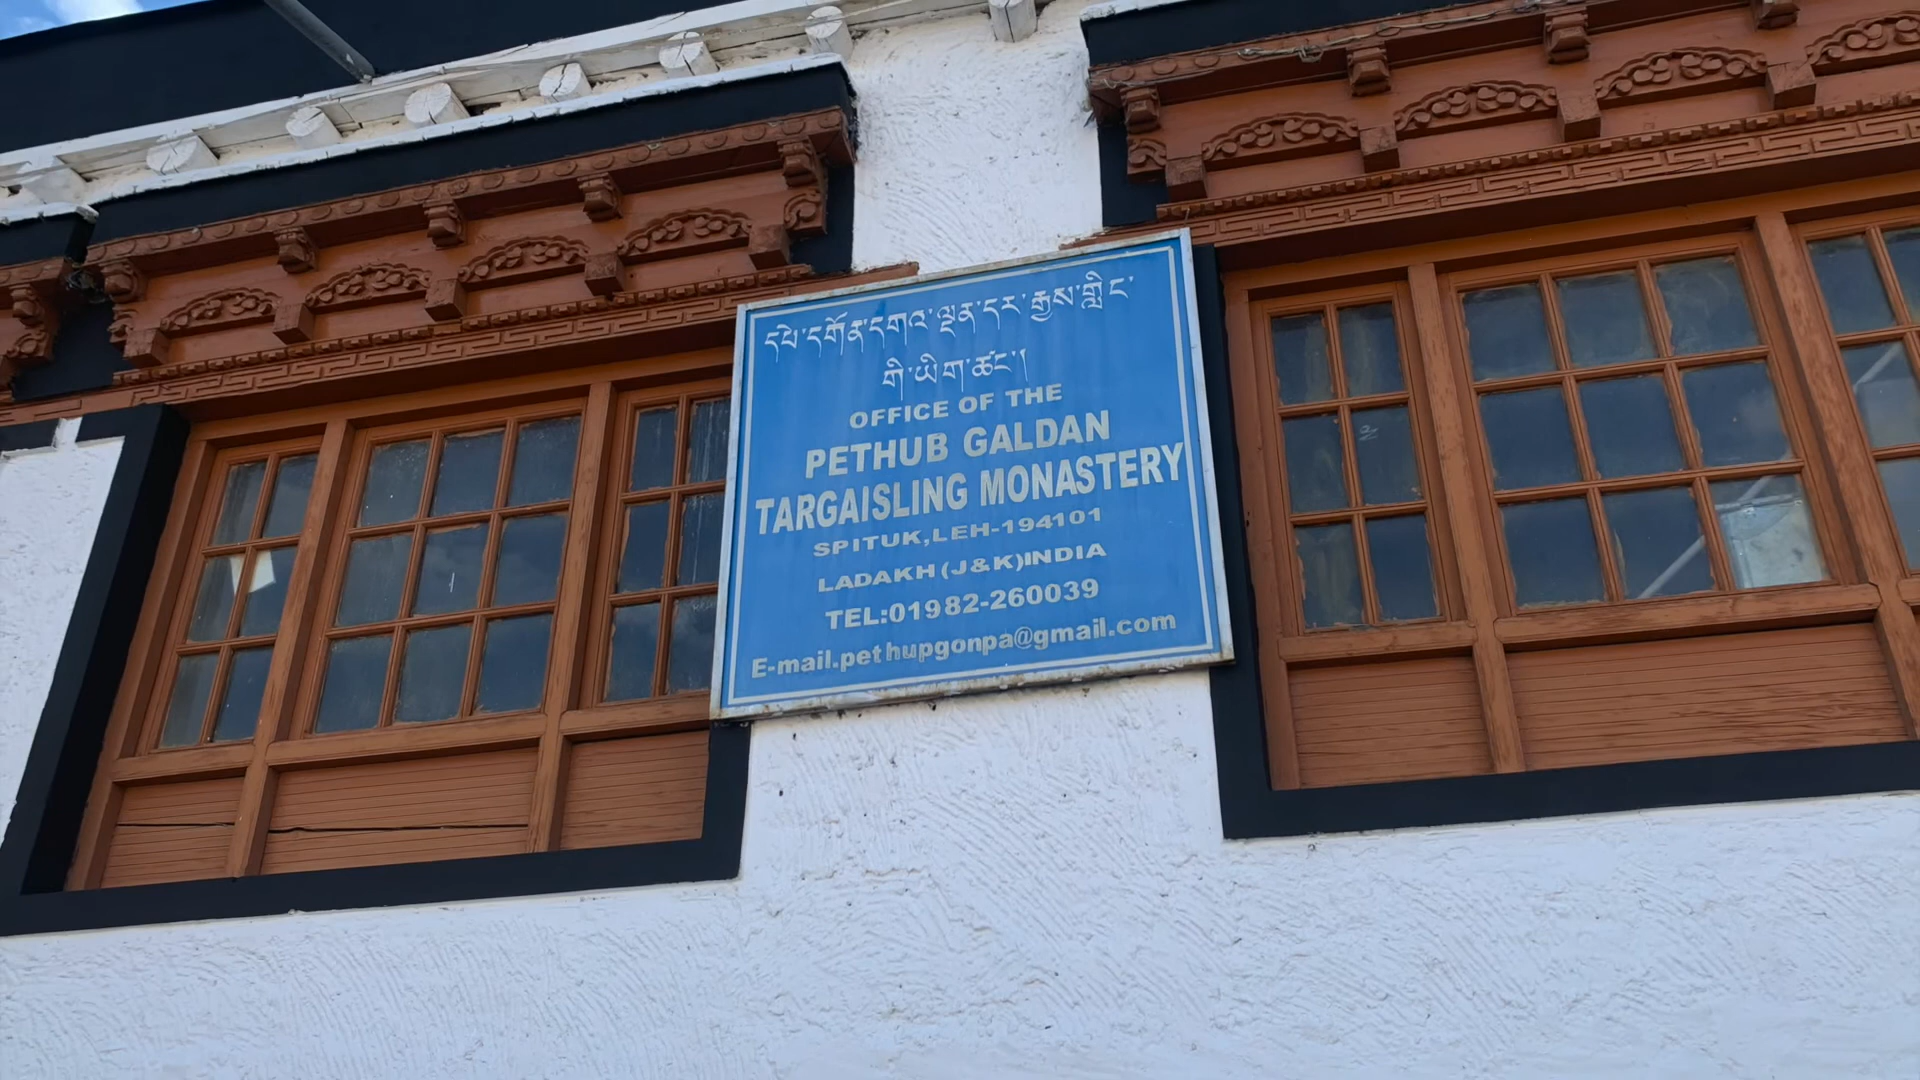 དཔེ་དགོན་དགའ་ལྡན་དར་རྒྱས་གླིང་
གི་ཡིག་ཚང་།
OFFICE OF THE
PETHUB GALDAN
TARGAISLING MONASTERY
SPITUK,LEH-194101
LADAKH(J&K)INDIA
TEL:01982-260039
E-mail.pethupgonpa@gmail.com